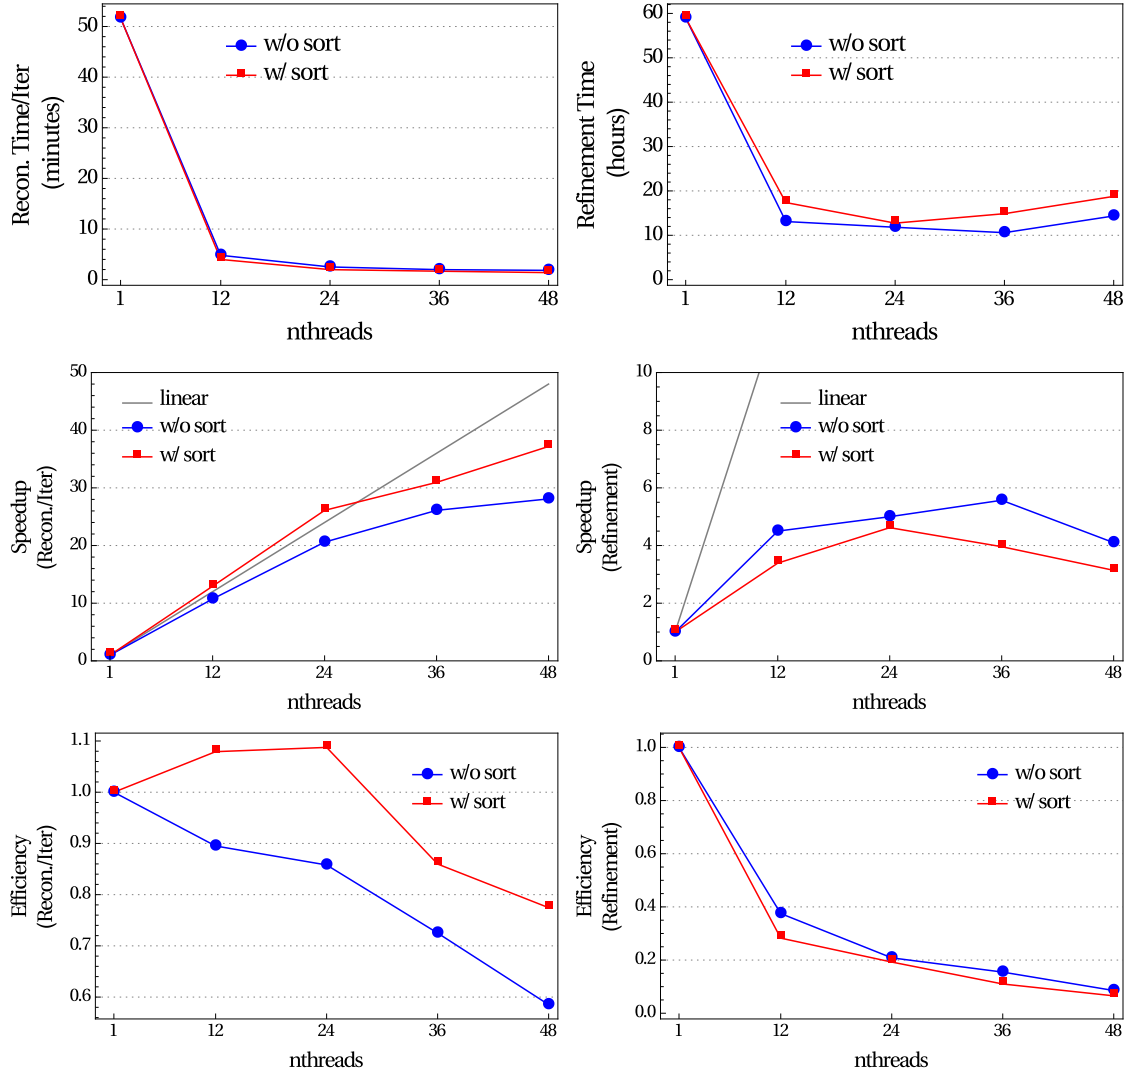 Recon. Time/Iter
(minutes)
50
40
30
20
10
0
w/o sort
w/ sort
1 12 24 36 48
nthreads
Refinement Time
(hours)
60
50
40
30
20
10
0
w/o sort
w/ sort
1 12 24 36 48
nthreads
Speedup
(Recon./Iter)
50
40
30
20
10
0
linear
w/o sort
w/ sort
1 12 24 36 48
nthreads
Speedup
(Refinement)
10
8
6
4
2
0
linear
w/o sort
w/ sort
1 12 24 36 48
nthreads
Efficiency
(Recon./Iter)
1.1
1.0
0.9
0.8
0.7
0.6
w/o sort
w/ sort
1 12 24 36 48
nthreads
Efficiency
(Refinement)
1.0
0.8
0.6
0.4
0.2
0.0
w/o sort
w/ sort
1 12 24 36 48
nthreads